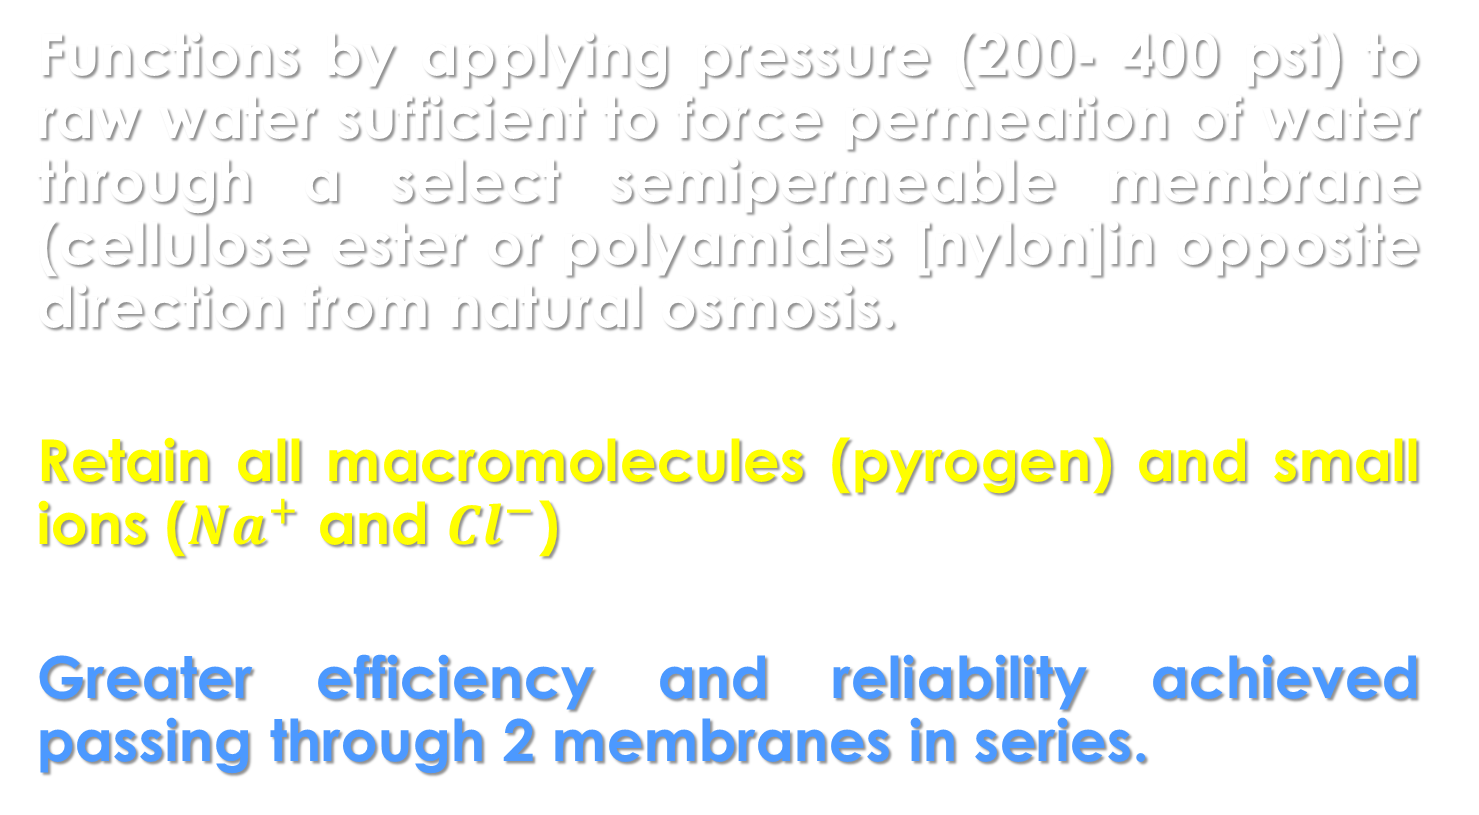 Functions by applying pressure (200- 400 psi) to
raw water sufficient to force permeation of water
through a select semipermeable membrane
(cellulose ester or polyamides [nylon]in opposite
direction from natural osmosis.
Retain all macromolecules (pyrogen) and small
ions (Na⁺ and Cl⁻)
Greater efficiency and reliability achieved
passing through 2 membranes in series.